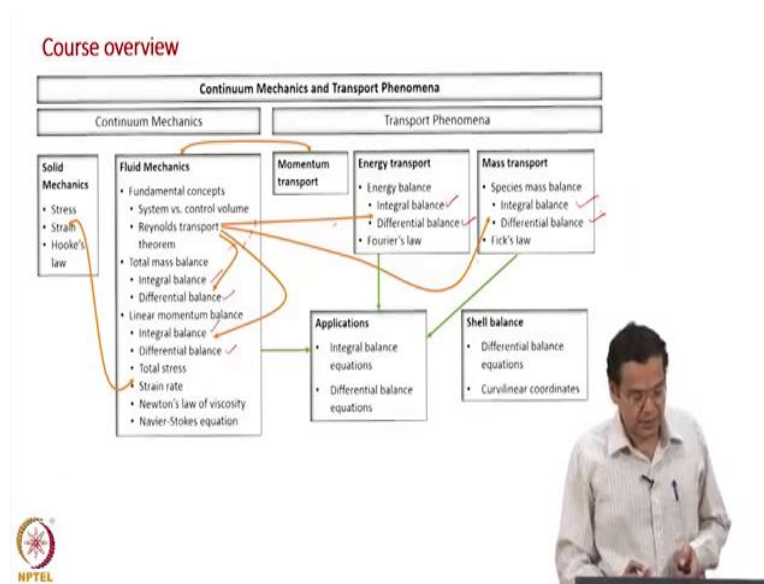 Course overview
Continuum Mechanics and Transport Phenomena
Continuum Mechanics
Transport Phenomena
Solid
Mechanics
• Stress
• Strain
• Hooke's
law
Fluid Mechanics
• Fundamental concepts
• System vs. control volume
• Reynolds transport
theorem
• Total mass balance
• Integral balance
• Differential balance
• Linear momentum balance
• Integral balance
• Differential balance
• Total stress
• Strain rate
• Newton's law of viscosity
• Navier-Stokes equation
Momentum
transport
Energy transport
• Energy balance
• Integral balance
• Differential balance
• Fourier's law
Mass transport
• Species mass balance
• Integral balance
• Differential balance
• Fick's law
Applications
• Integral balance
equations
• Differential balance
equations
Shell balance
• Differential balance
equations
• Curvilinear coordinates
NPTEL